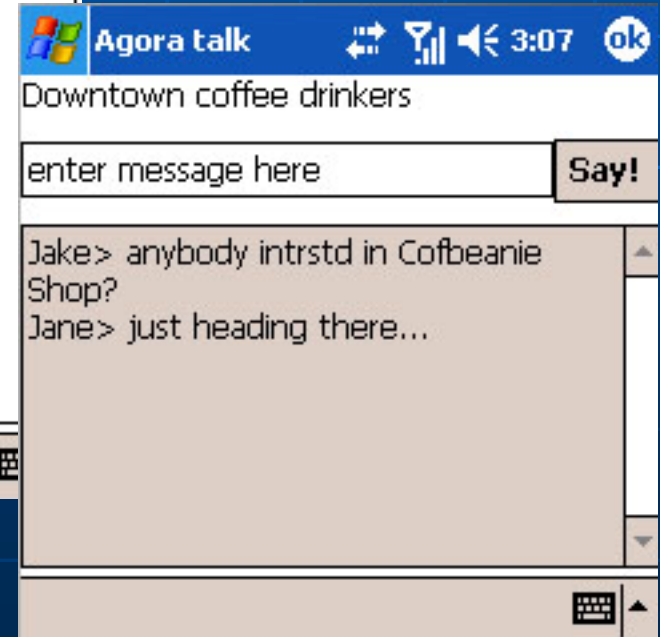 Agora talk 3:07 ok
Downtown coffee drinkers
enter message here Say!
Jake> anybody intrstd in Cofbeanie
Shop?
Jane> just heading there...